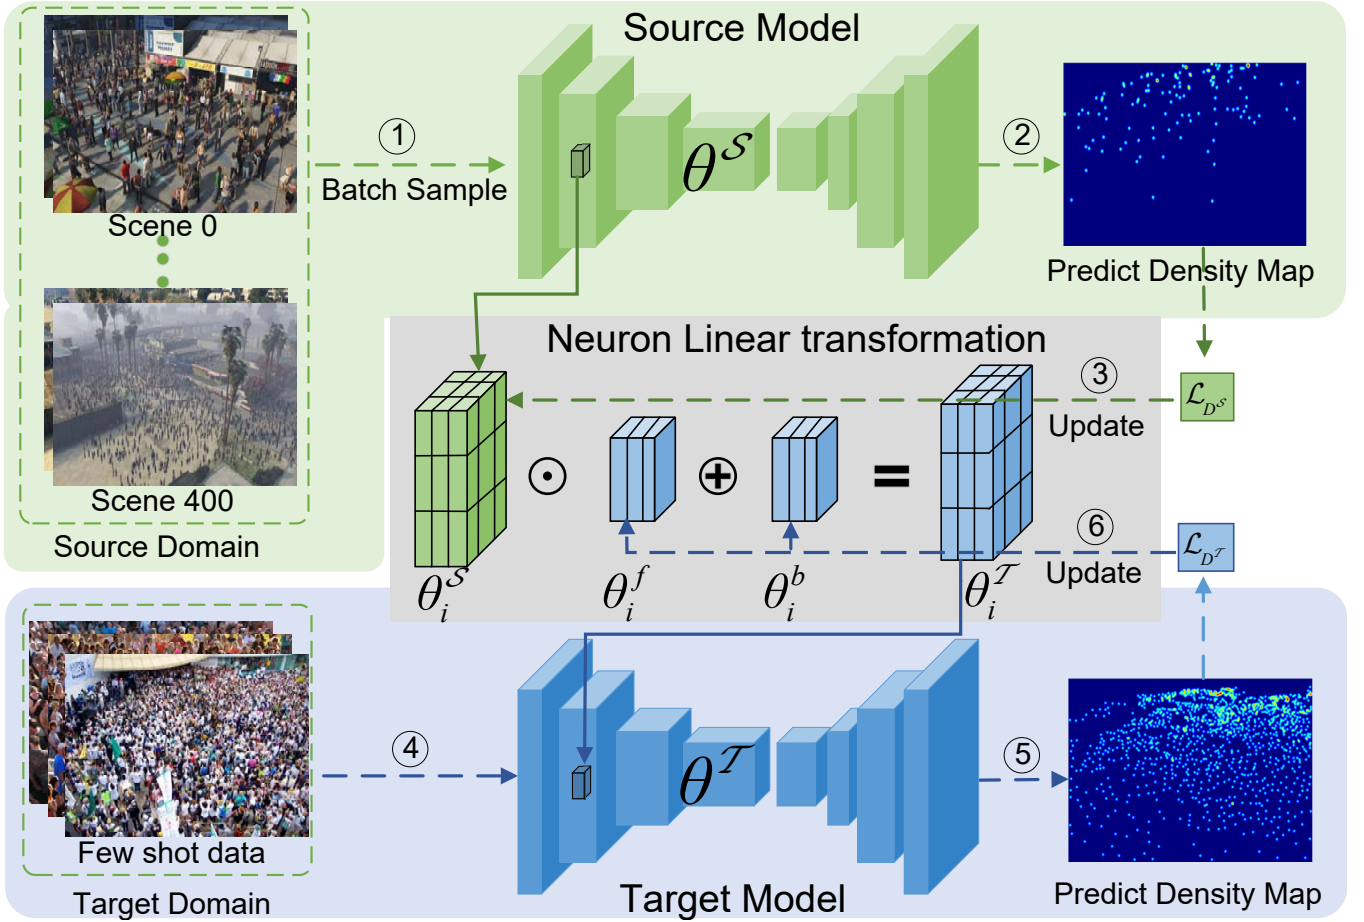 Source Model
①
Batch Sample
θ^𝒮
②
Scene 0
Predict Density Map
Scene 400
Source Domain
Neuron Linear transformation
③
Update
ℒ_{D^𝒮}
⊙
⊕
=
⑥
Update
ℒ_{D^𝒯}
θ_i^𝒮
θ_i^f
θ_i^b
θ_i^𝒯
④
θ^𝒯
⑤
Few shot data
Target Domain
Target Model
Predict Density Map